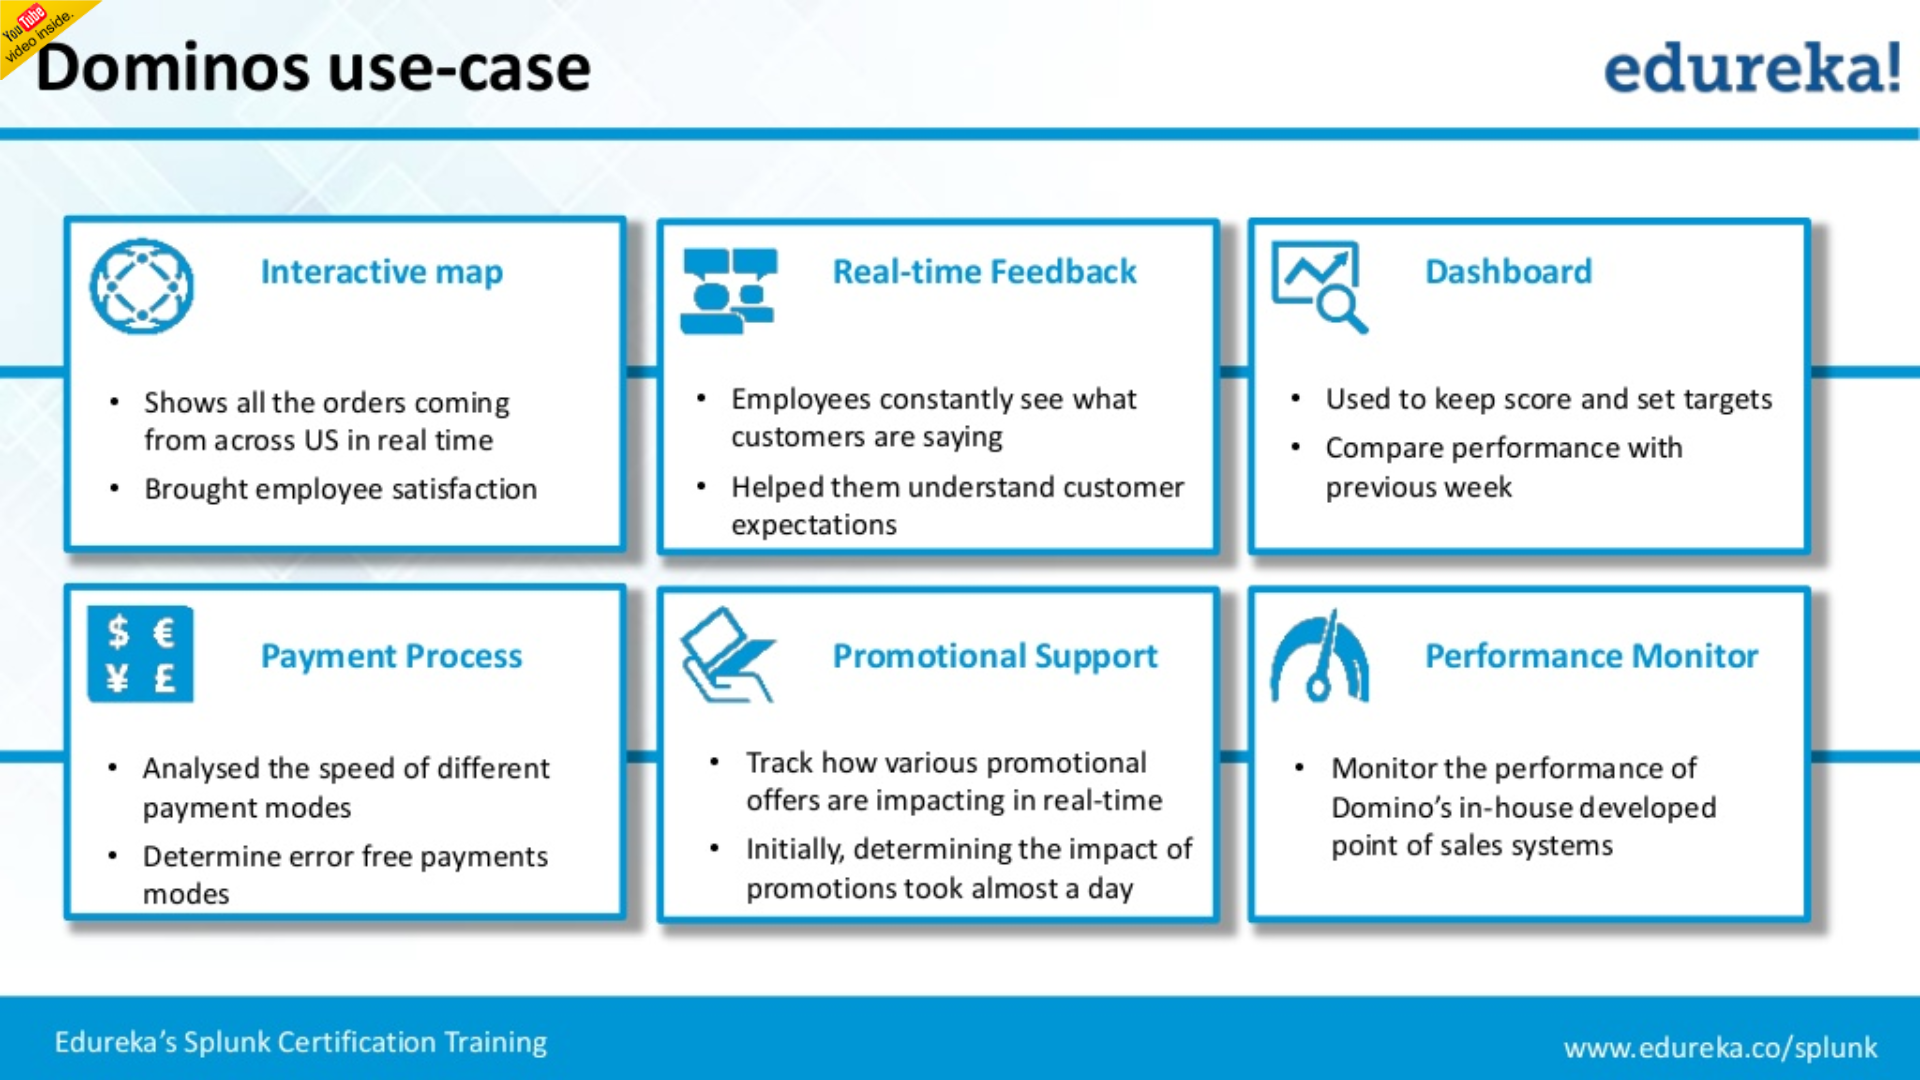 You Tube
video inside.
Dominos use-case
edureka!
Interactive map
• Shows all the orders coming
from across US in real time
• Brought employee satisfaction
Real-time Feedback
• Employees constantly see what
customers are saying
• Helped them understand customer
expectations
Dashboard
• Used to keep score and set targets
• Compare performance with
previous week
$ €
¥ £
Payment Process
• Analysed the speed of different
payment modes
• Determine error free payments
modes
Promotional Support
• Track how various promotional
offers are impacting in real-time
• Initially, determining the impact of
promotions took almost a day
Performance Monitor
• Monitor the performance of
Domino’s in-house developed
point of sales systems
Edureka’s Splunk Certification Training
www.edureka.co/splunk